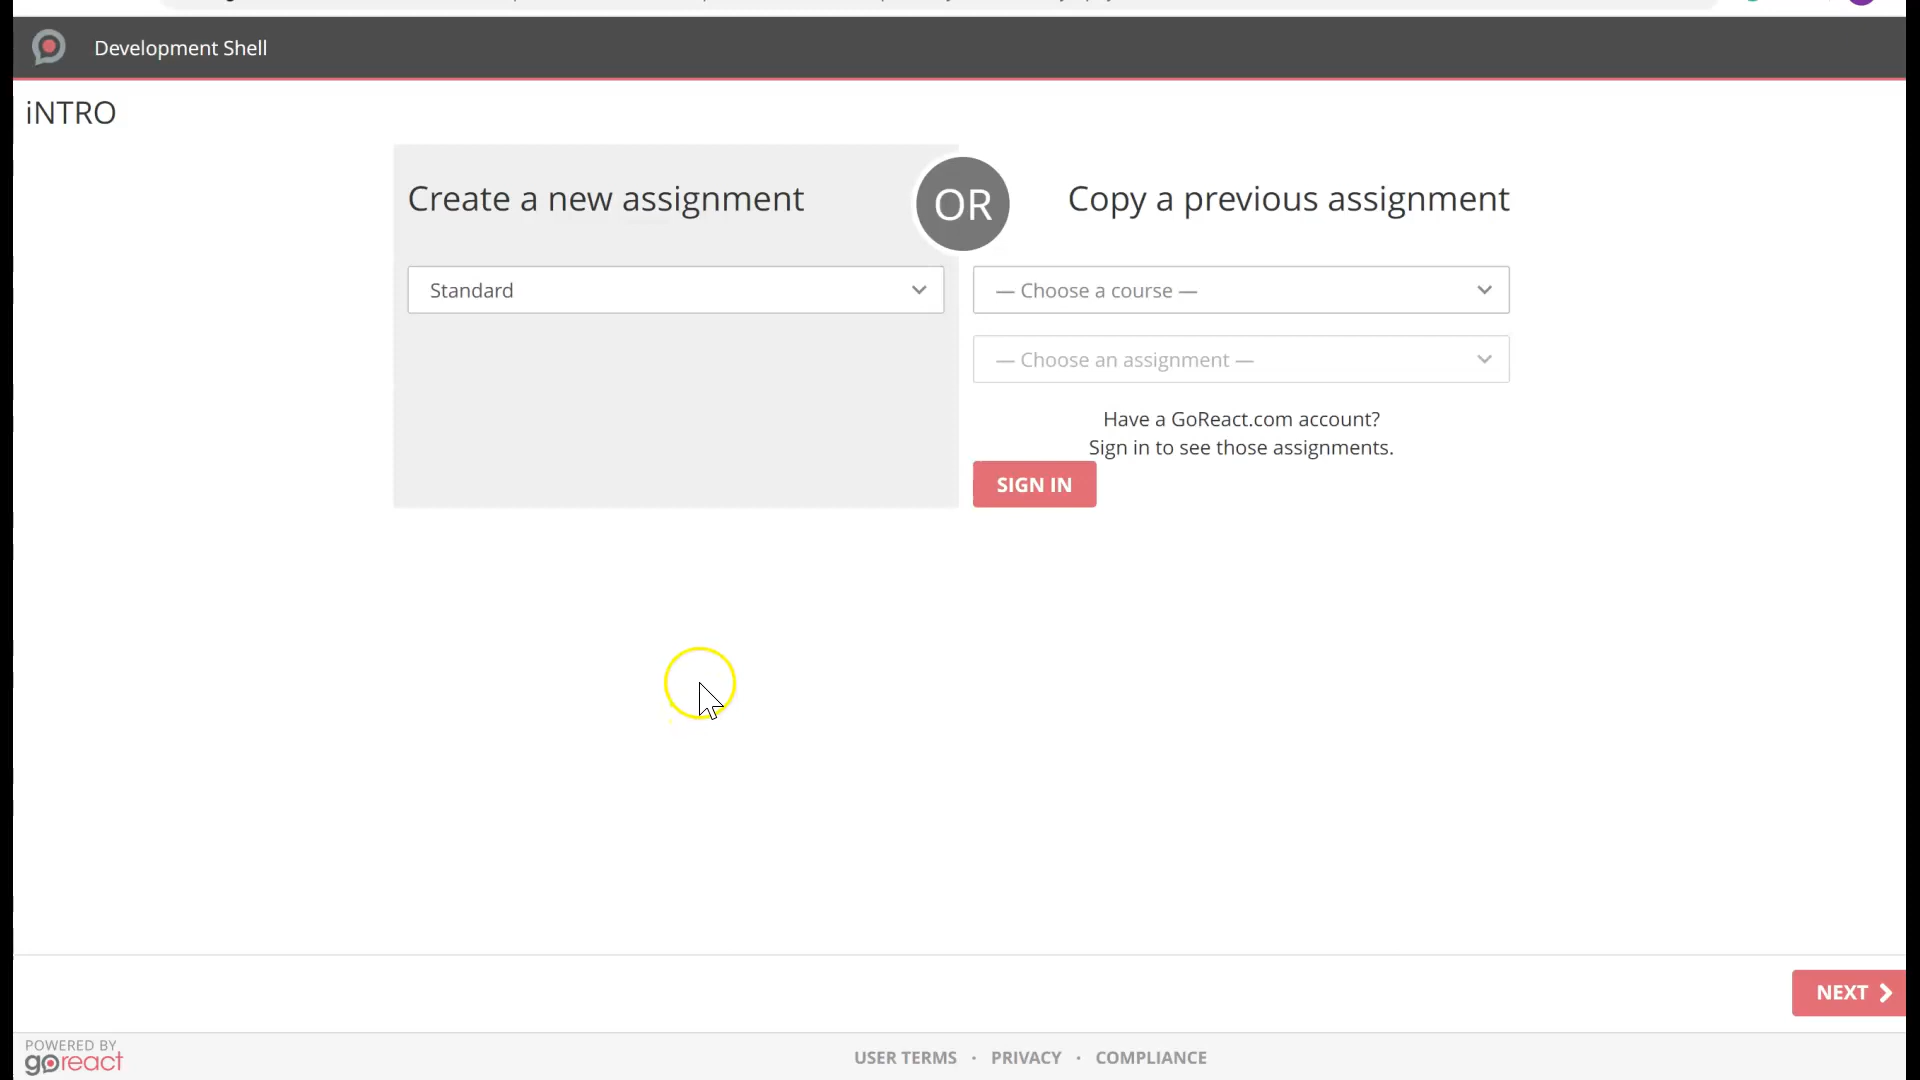 Development Shell
iNTRO
Create a new assignment
OR
Copy a previous assignment
Standard
— Choose a course —
— Choose an assignment —
Have a GoReact.com account?
Sign in to see those assignments.
SIGN IN
NEXT
POWERED BY
goreact
USER TERMS · PRIVACY · COMPLIANCE